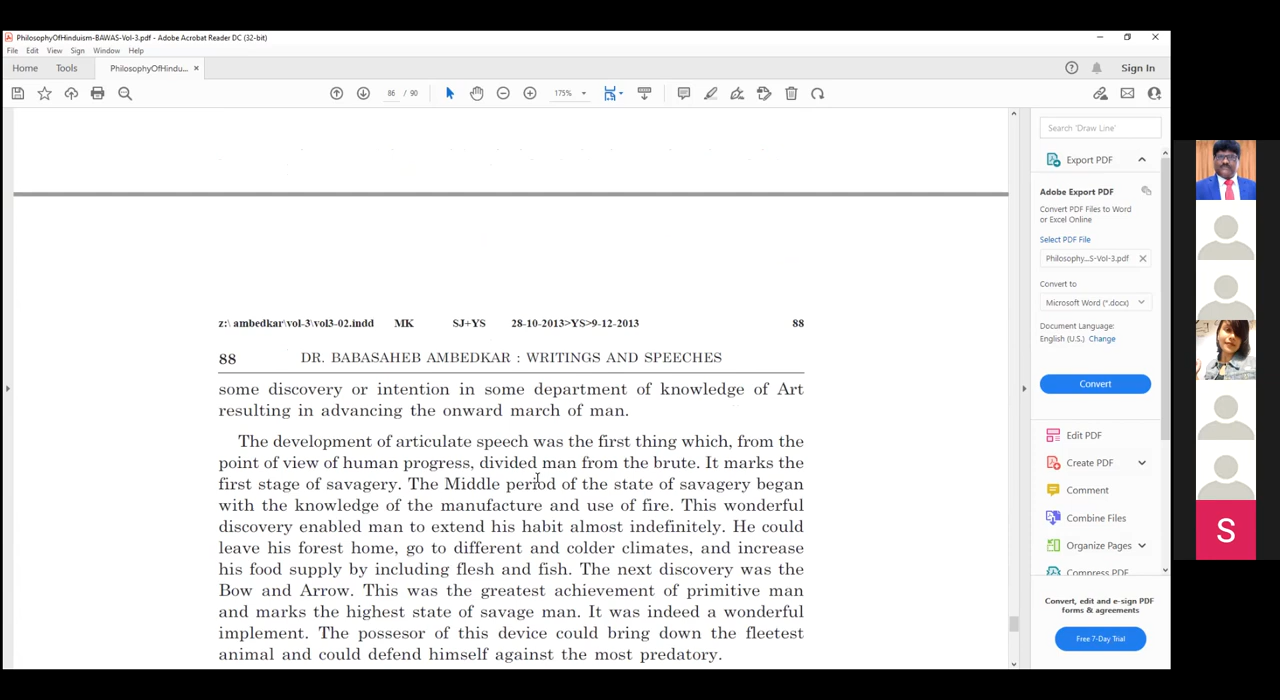 PhilosophyOfHinduism-BAWAS-Vol-3.pdf - Adobe Acrobat Reader DC (32-bit)
File Edit View Sign Window Help
Home Tools PhilosophyOfHindu... × Sign In
86 / 90 175%
Search 'Draw Line'
Export PDF
Adobe Export PDF
Convert PDF Files to Word
or Excel Online
Select PDF File
Philosophy...S-Vol-3.pdf
Convert to
Microsoft Word (*.docx)
Document Language:
English (U.S.) Change
Convert
Edit PDF
Create PDF
Comment
Combine Files
Organize Pages
Compress PDF
Convert, edit and e-sign PDF
forms & agreements
Free 7-Day Trial
z:\ ambedkar\vol-3\vol3-02.indd MK SJ+YS 28-10-2013>YS>9-12-2013 88
88 DR. BABASAHEB AMBEDKAR : WRITINGS AND SPEECHES
some discovery or intention in some department of knowledge of Art
resulting in advancing the onward march of man.
The development of articulate speech was the first thing which, from the
point of view of human progress, divided man from the brute. It marks the
first stage of savagery. The Middle period of the state of savagery began
with the knowledge of the manufacture and use of fire. This wonderful
discovery enabled man to extend his habit almost indefinitely. He could
leave his forest home, go to different and colder climates, and increase
his food supply by including flesh and fish. The next discovery was the
Bow and Arrow. This was the greatest achievement of primitive man
and marks the highest state of savage man. It was indeed a wonderful
implement. The possesor of this device could bring down the fleetest
animal and could defend himself against the most predatory.
S